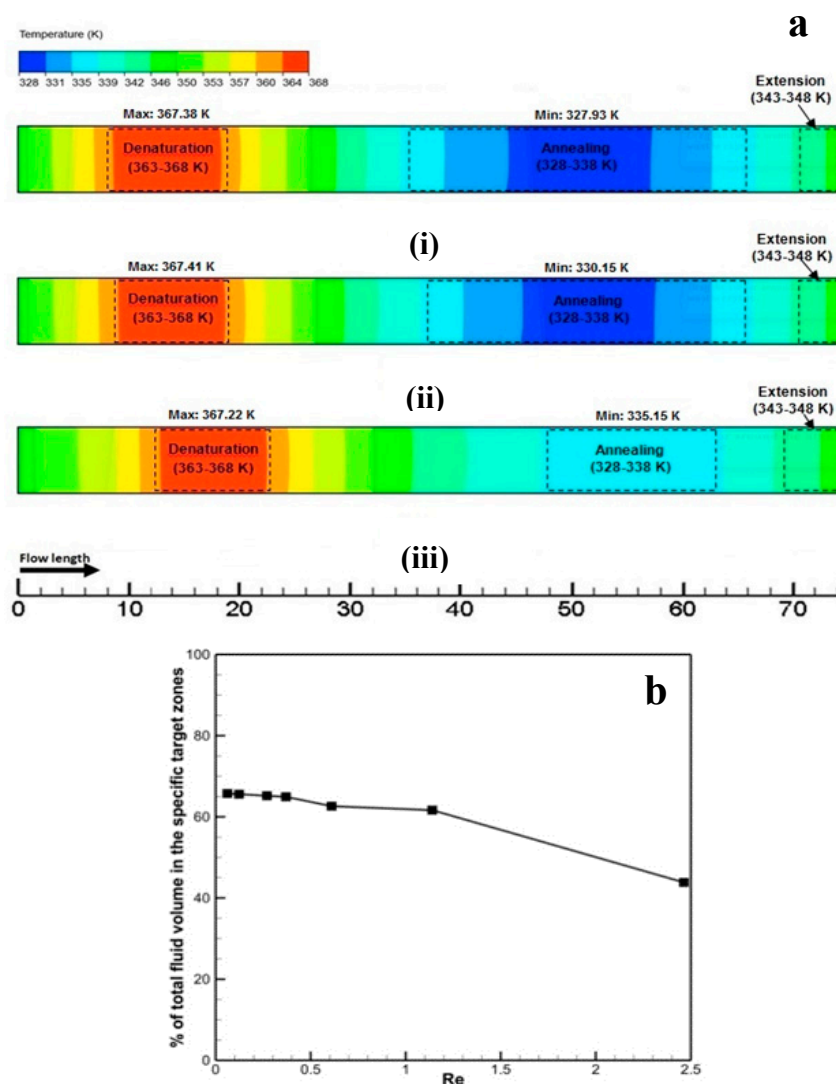 Temperature (K)
a
328 331 335 339 342 346 350 353 357 360 364 368
Extension
(343-348 K)
Max: 367.38 K
Min: 327.93 K
Denaturation
(363-368 K)
Annealing
(328-338 K)
(i)
Extension
(343-348 K)
Max: 367.41 K
Min: 330.15 K
Denaturation
(363-368 K)
Annealing
(328-338 K)
(ii)
Extension
(343-348 K)
Max: 367.22 K
Min: 335.15 K
Denaturation
(363-368 K)
Annealing
(328-338 K)
(iii)
Flow length
0 10 20 30 40 50 60 70
b
% of total fluid volume in the specific target zones
100
80
60
40
20
0
0 0.5 1 1.5 2 2.5
Re